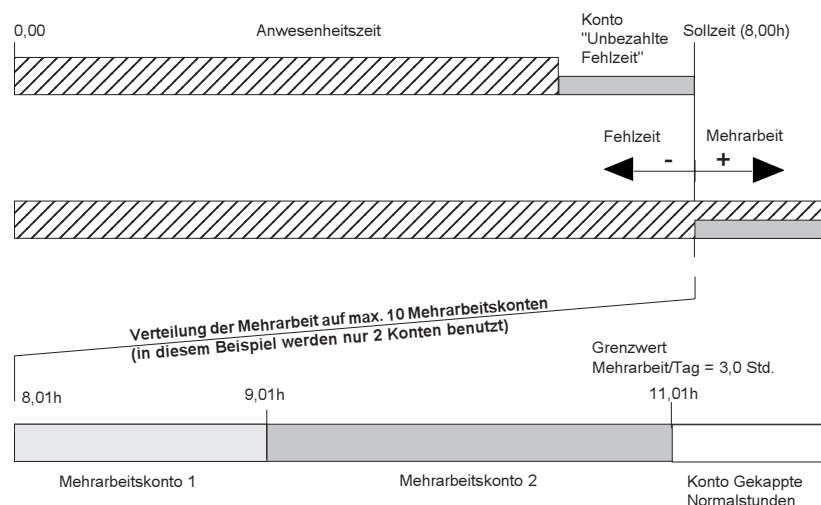 0,00
Anwesenheitszeit
Konto
"Unbezahlte
Fehlzeit"
Sollzeit (8,00h)
Fehlzeit
Mehrarbeit
-
+
Verteilung der Mehrarbeit auf max. 10 Mehrarbeitskonten
(in diesem Beispiel werden nur 2 Konten benutzt)
Grenzwert
Mehrarbeit/Tag = 3,0 Std.
8,01h
9,01h
11,01h
Mehrarbeitskonto 1
Mehrarbeitskonto 2
Konto Gekappte
Normalstunden